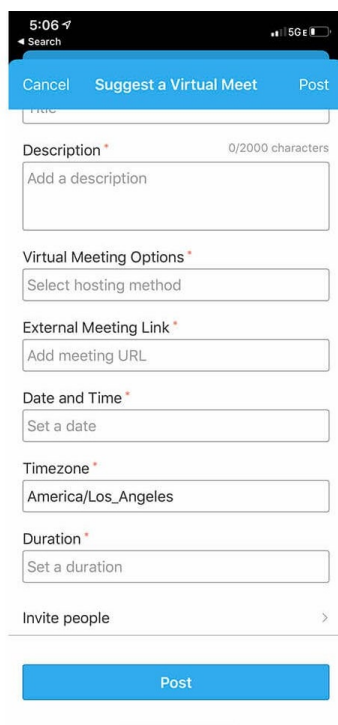 5:06
5GE
Search
Cancel Suggest a Virtual Meet Post
Title
Description * 0/2000 characters
Add a description
Virtual Meeting Options *
Select hosting method
External Meeting Link *
Add meeting URL
Date and Time *
Set a date
Timezone *
America/Los_Angeles
Duration *
Set a duration
Invite people
Post